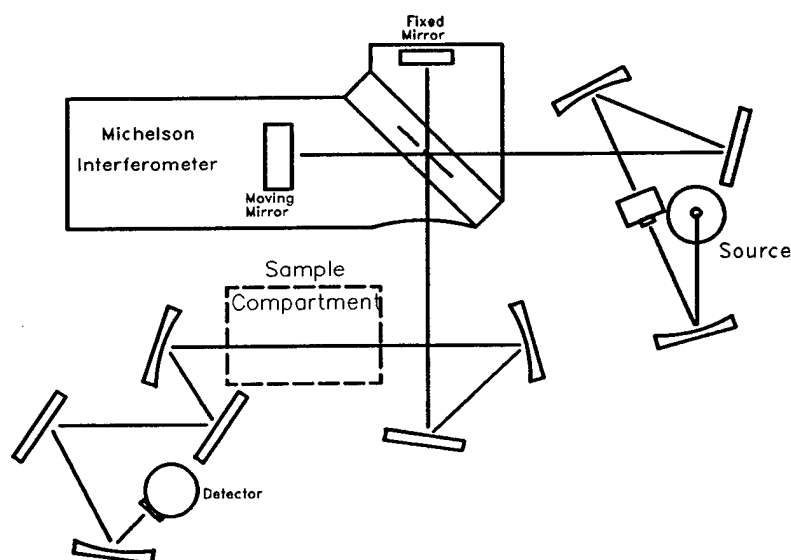 Fixed
Mirror
Michelson
Interferometer
Moving
Mirror
Source
Sample
Compartment
Detector